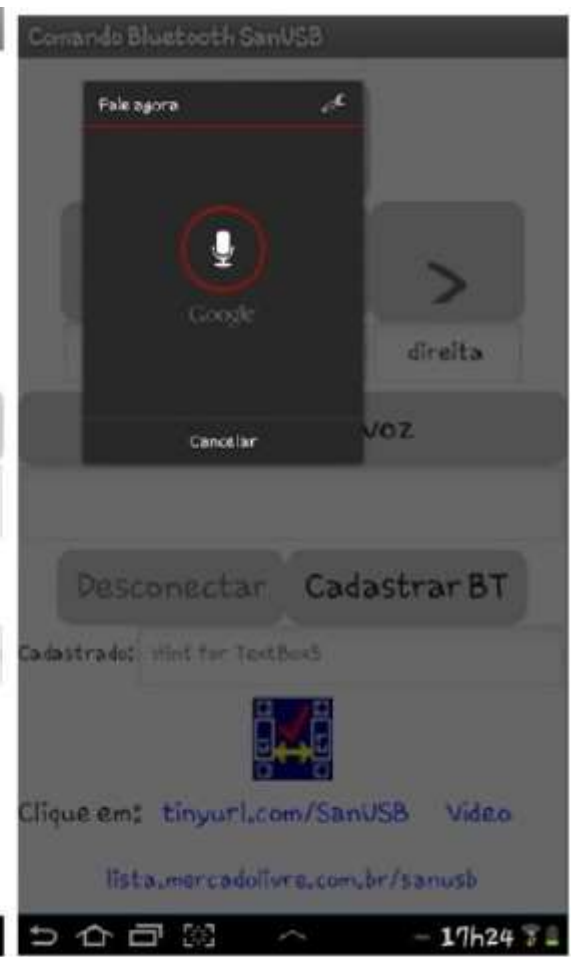 Comando Bluetooth SanUSB
Fale agora
Google
>
direita
Cancelar
voz
Desconectar Cadastrar BT
Cadastrado: Hint for TextBox5
Clique em: tinyurl.com/SanUSB Video
lista.mercadolivre.com.br/sanusb
17h24